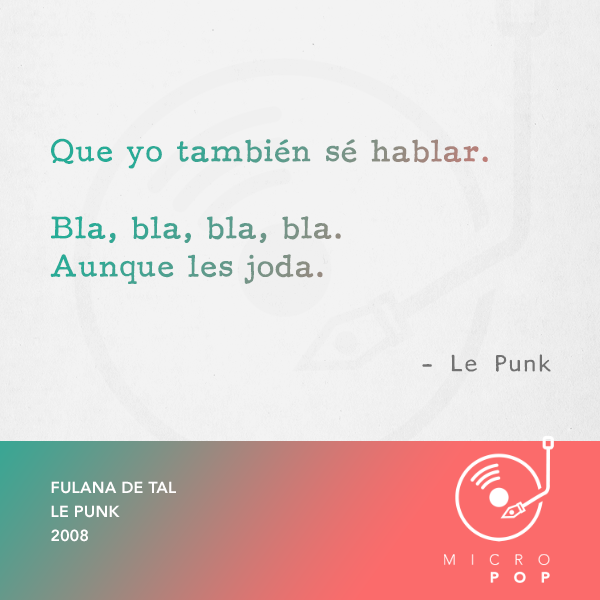 Que yo también sé hablar.
Bla, bla, bla, bla.
Aunque les joda.
– Le Punk
FULANA DE TAL
LE PUNK
2008
MICRO
POP